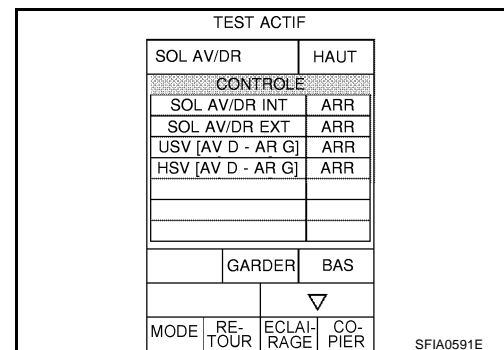 TEST ACTIF
SOL AV/DR HAUT
CONTROLE
SOL AV/DR INT ARR
SOL AV/DR EXT ARR
USV [AV D - AR G] ARR
HSV [AV D - AR G] ARR
GARDER BAS
MODE RE-TOUR ECLAI-RAGE CO-PIER
SFIA0591E